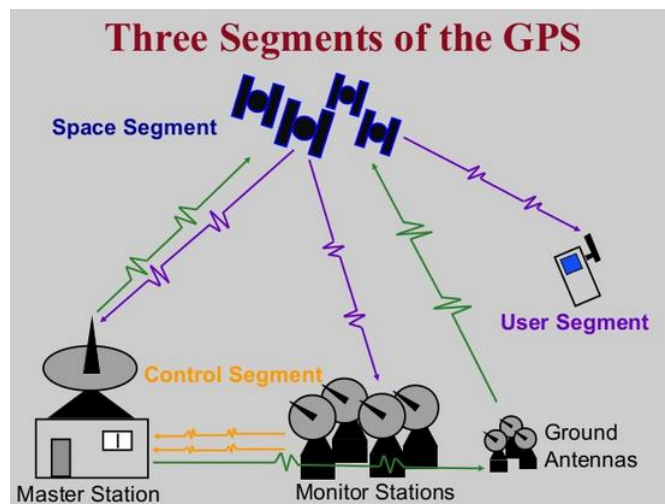 Three Segments of the GPS
Space Segment
User Segment
Control Segment
Ground
Antennas
Master Station
Monitor Stations